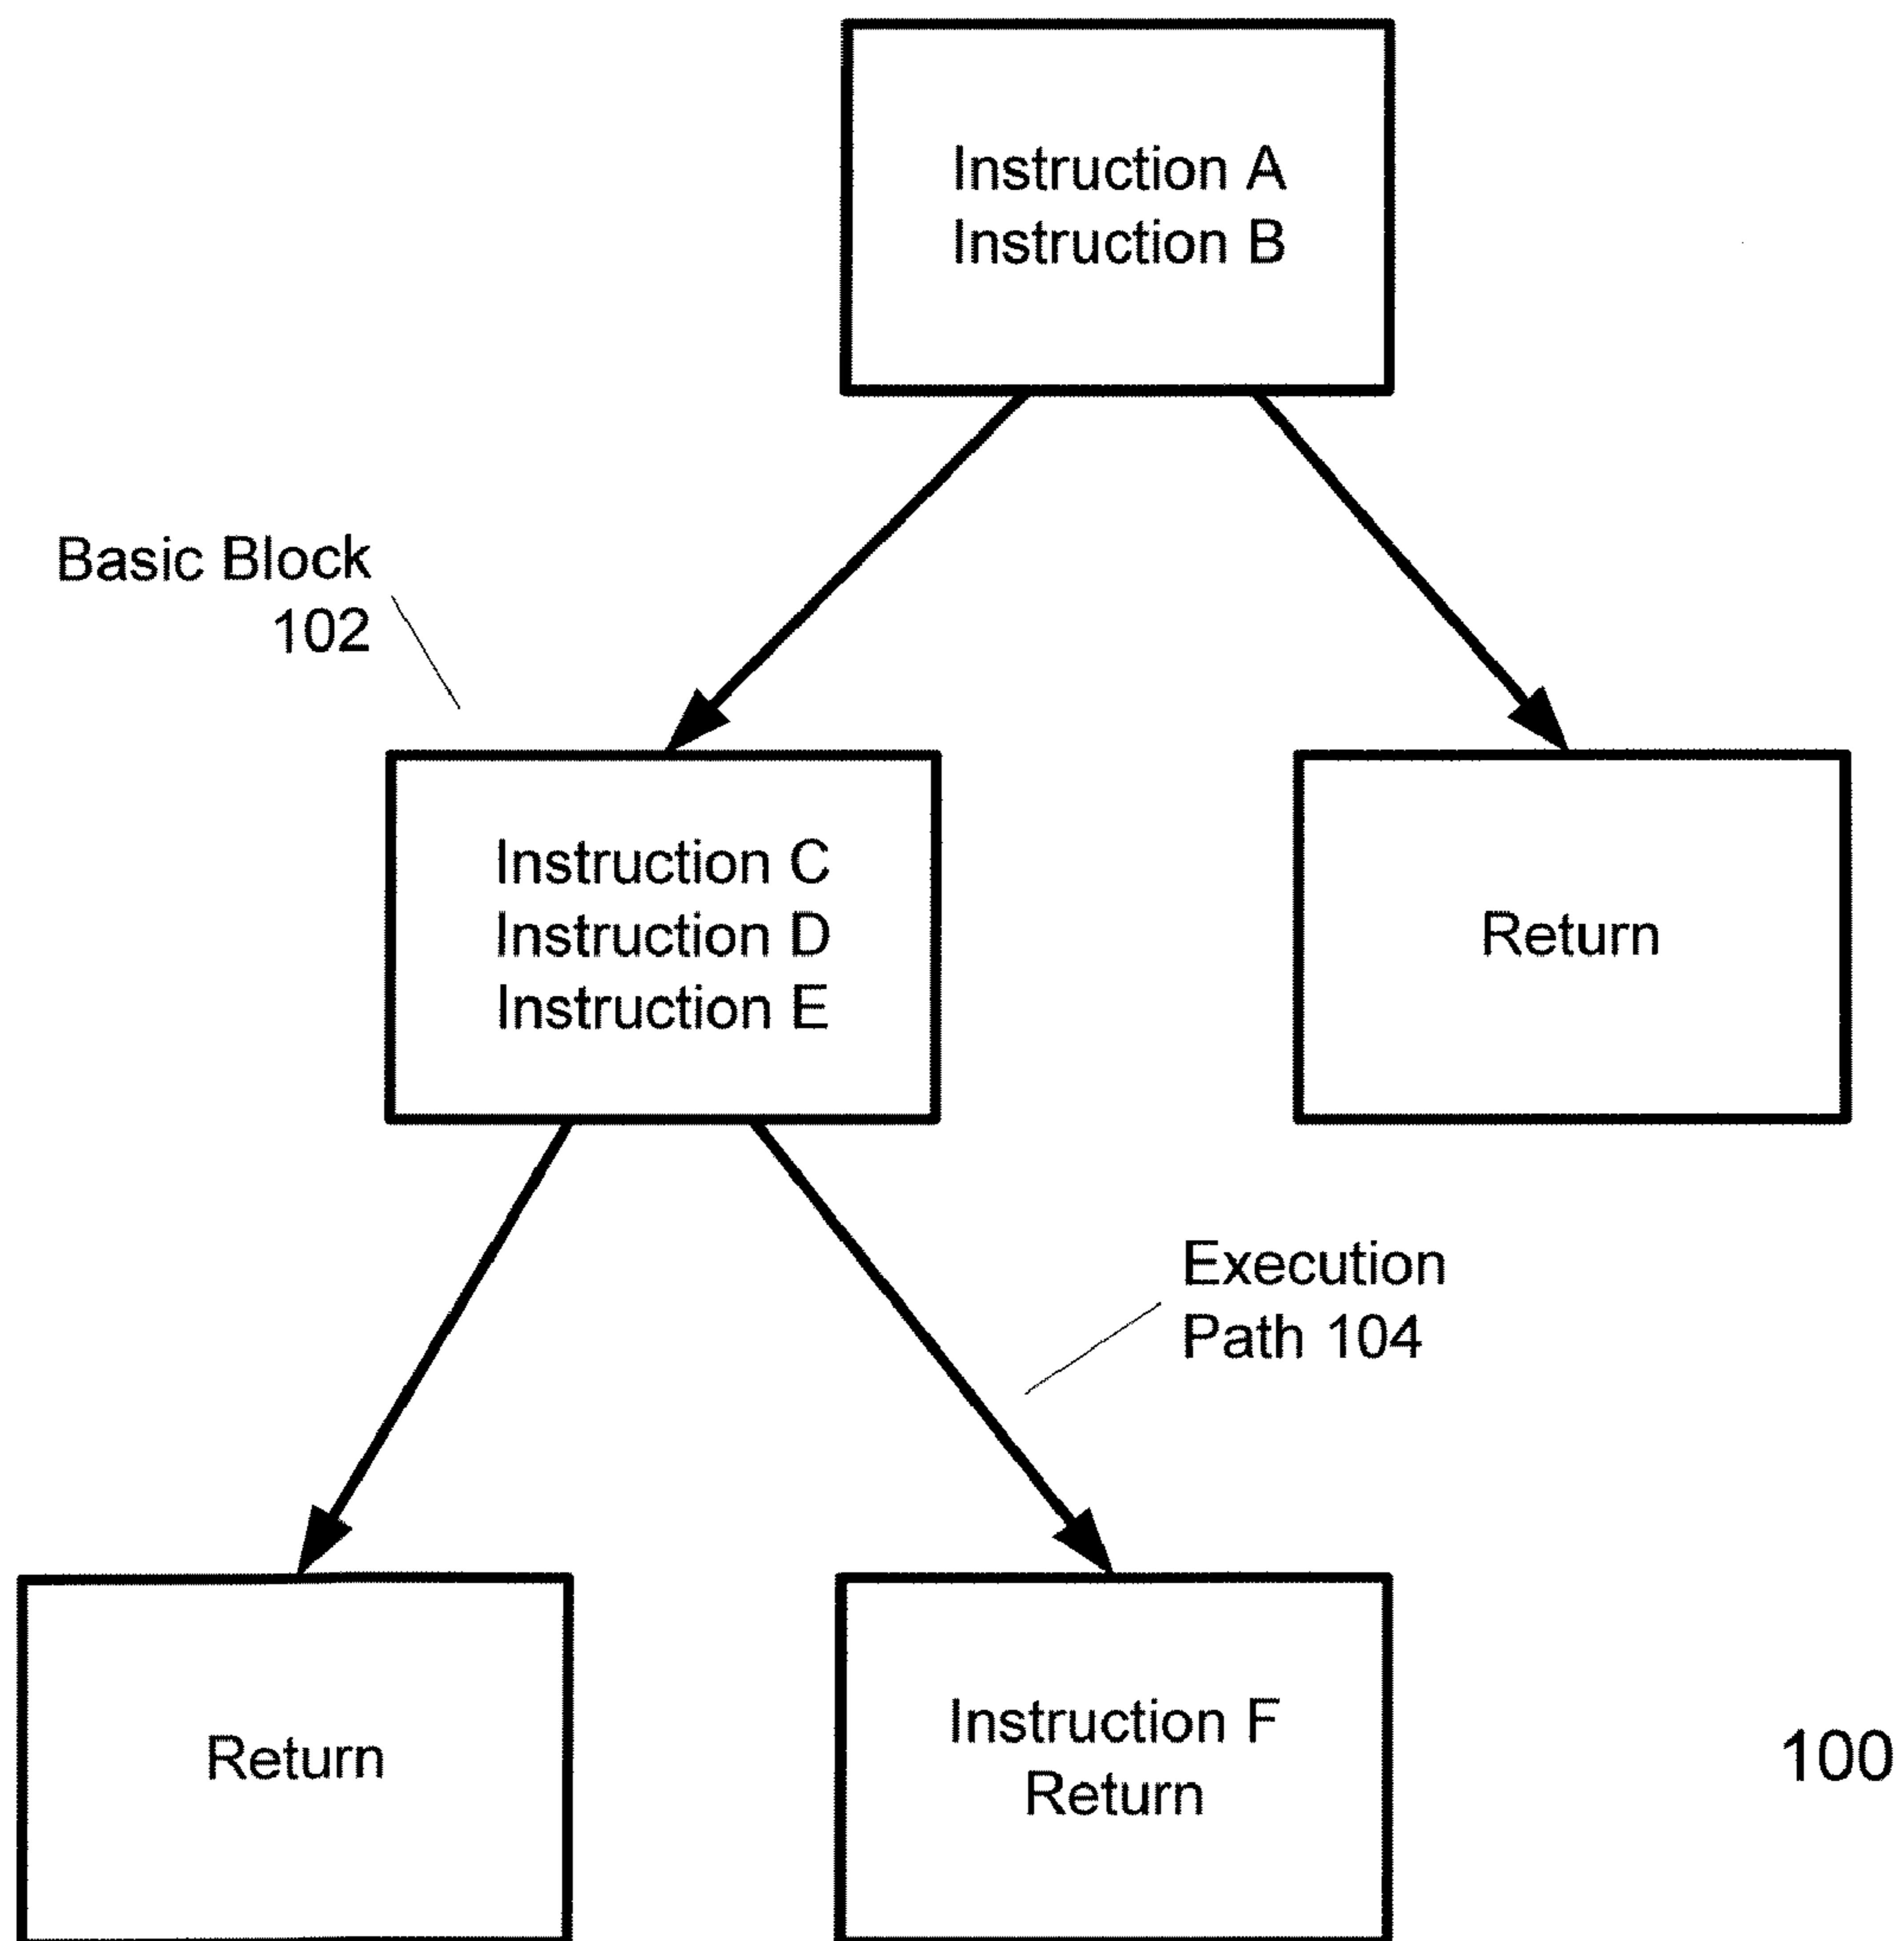 Instruction A
Instruction B
Basic Block
102
Instruction C
Instruction D
Instruction E
Return
Execution
Path 104
Return
Instruction F
Return
100